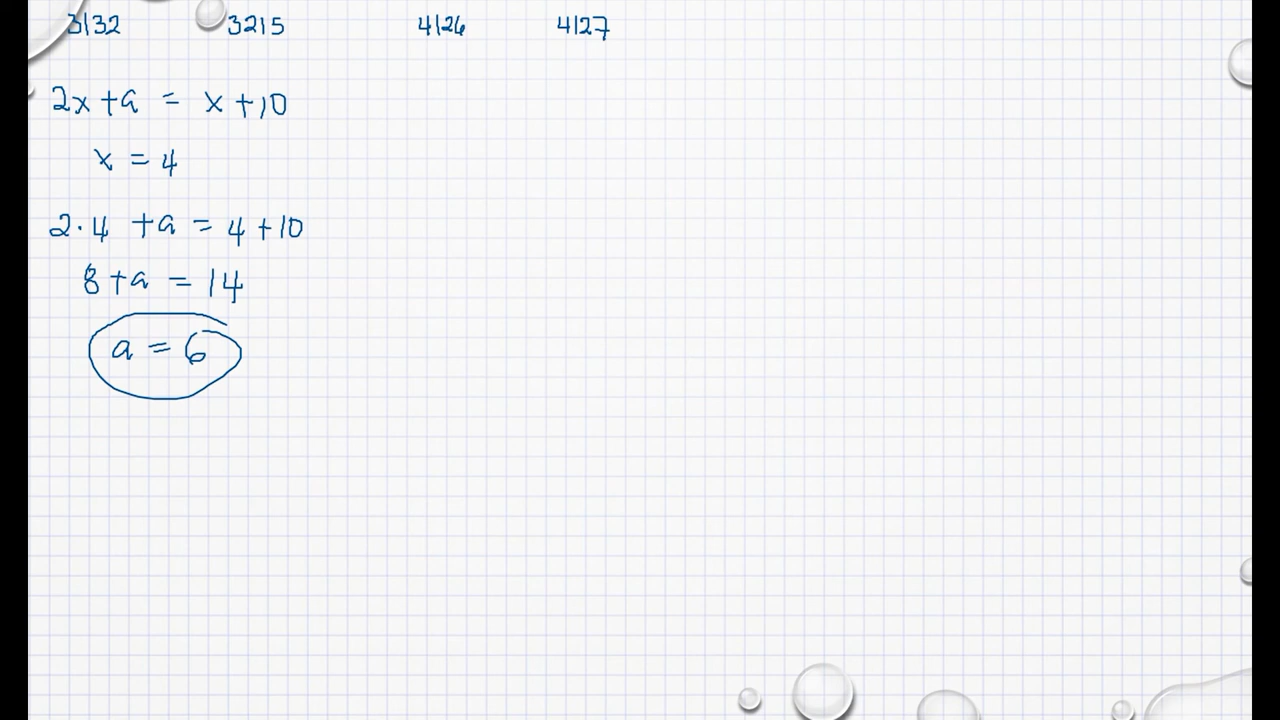 3132 3215 4126 4127
2x + a = x + 10
x = 4
2 · 4 + a = 4 + 10
8 + a = 14
a = 6